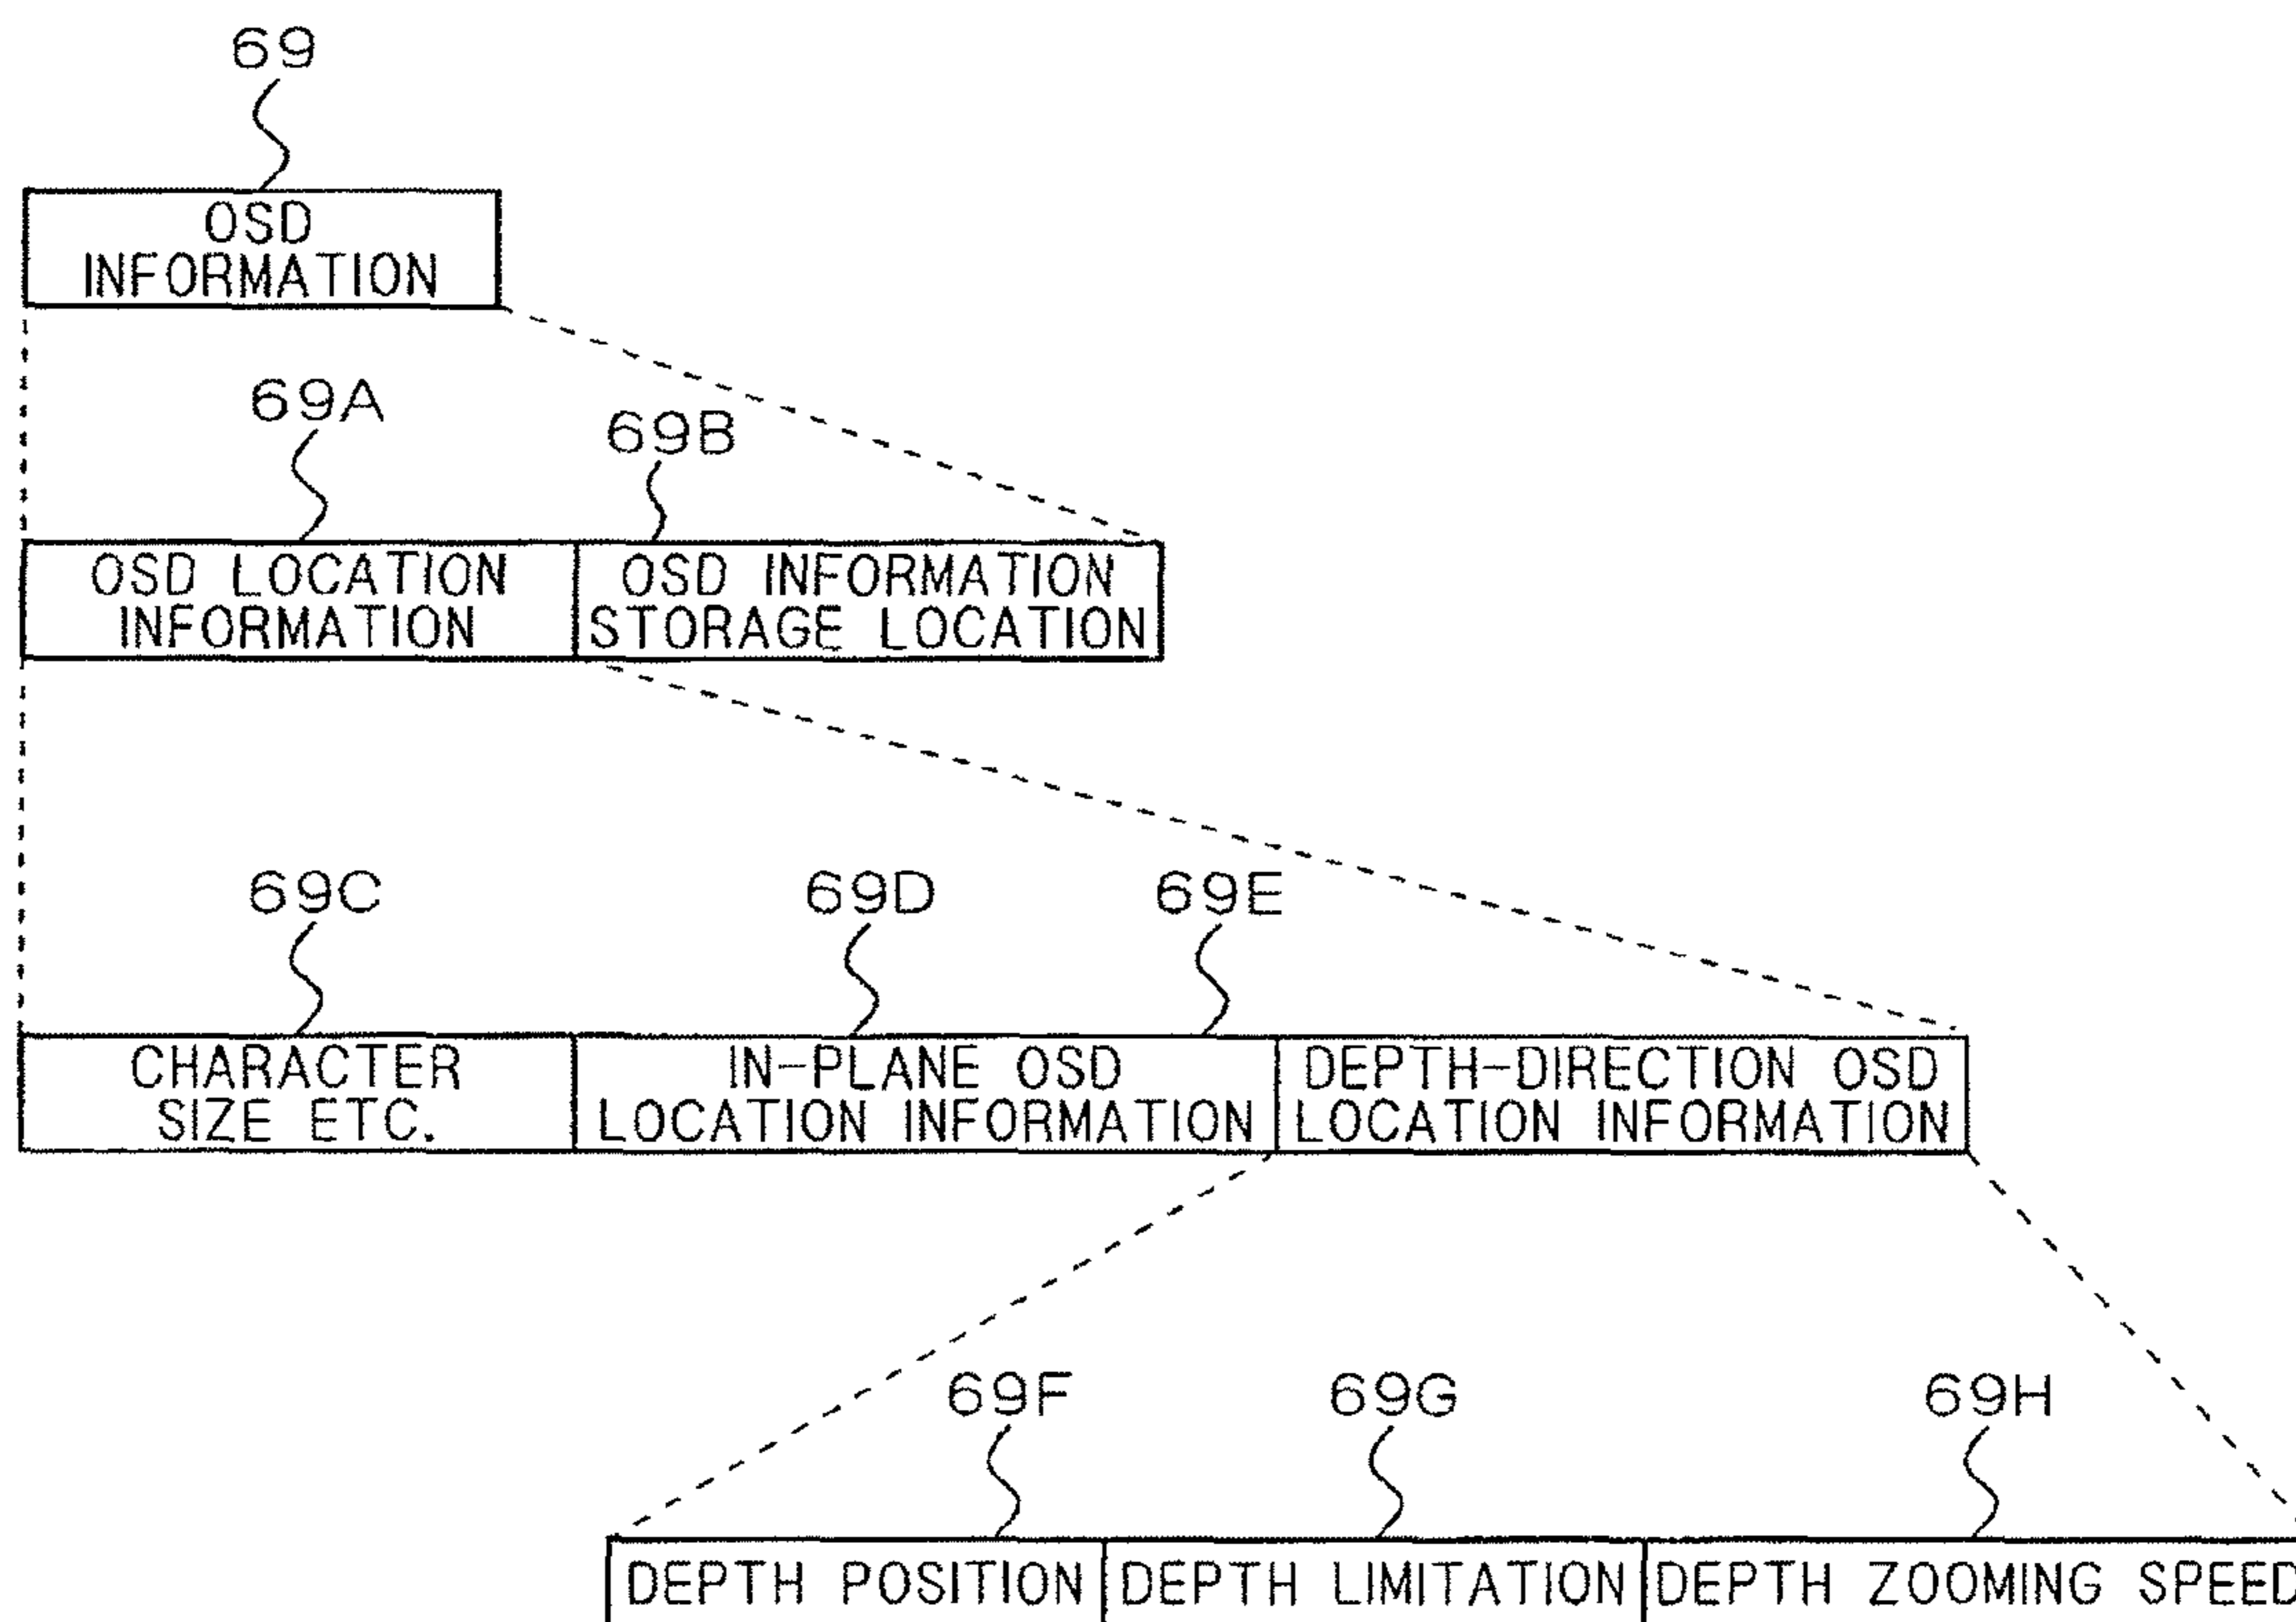 69
OSD
INFORMATION
69A
69B
OSD LOCATION
INFORMATION
OSD INFORMATION
STORAGE LOCATION
69C
69D
69E
CHARACTER
SIZE ETC.
IN-PLANE OSD
LOCATION INFORMATION
DEPTH-DIRECTION OSD
LOCATION INFORMATION
69F
69G
69H
DEPTH POSITION
DEPTH LIMITATION
DEPTH ZOOMING SPEED